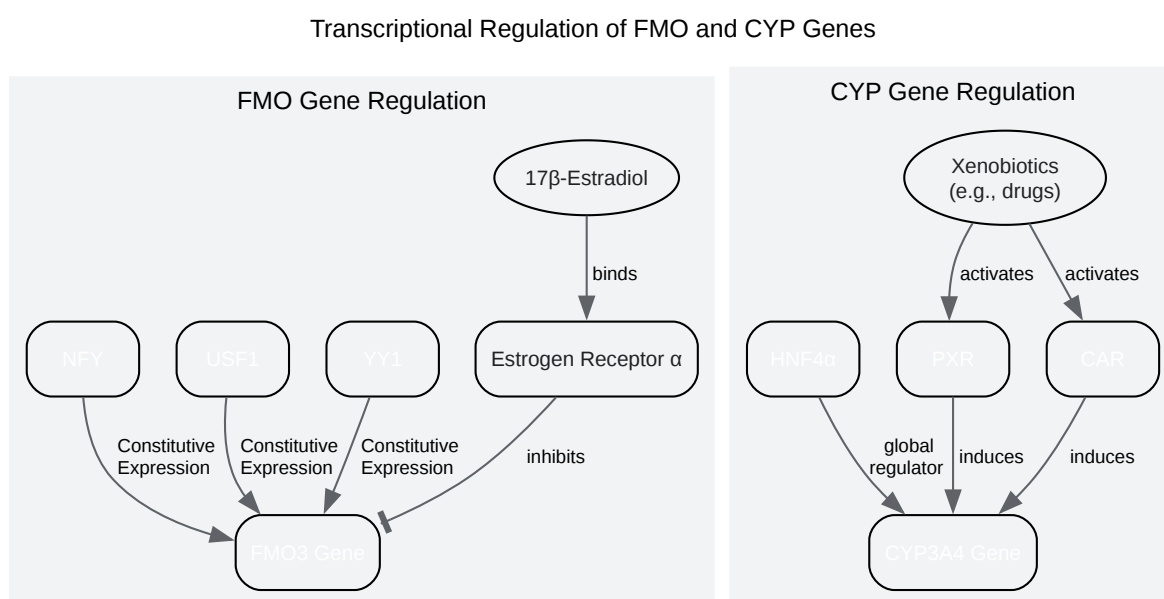 Transcriptional Regulation of FMO and CYP Genes
FMO Gene Regulation
17β-Estradiol
binds
NFY
USF1
YY1
Estrogen Receptor α
Constitutive
Expression
Constitutive
Expression
Constitutive
Expression
inhibits
FMO3 Gene
CYP Gene Regulation
Xenobiotics
(e.g., drugs)
activates
activates
HNF4α
PXR
CAR
global
regulator
induces
induces
CYP3A4 Gene